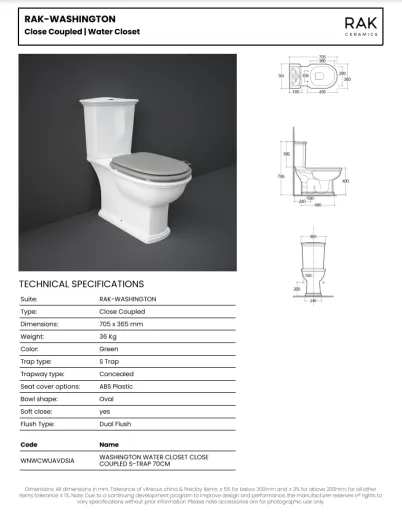 RAK-WASHINGTON
Close Coupled | Water Closet
RAK
CERAMICS
TECHNICAL SPECIFICATIONS
Suite: RAK-WASHINGTON
Type: Close Coupled
Dimensions: 705 x 365 mm
Weight: 36 Kg
Color: Green
Trap type: S Trap
Trapway type: Concealed
Seat cover options: ABS Plastic
Bowl shape: Oval
Soft close: yes
Flush Type: Dual Flush
Code Name
WNWCWUAVDSIA WASHINGTON WATER CLOSET CLOSE
COUPLED S-TRAP 70CM
Dimensions: All dimensions in mm. Tolerance of vitreous china & fireclay items: ± 5% for below 200mm and ± 3% for above 200mm; for all other
items tolerance ± 1%. Note: Due to a continuing development program to improve design and performance, the manufacturer reserves rights to
vary specifications without prior information. Please note accessories are for photographic use only.